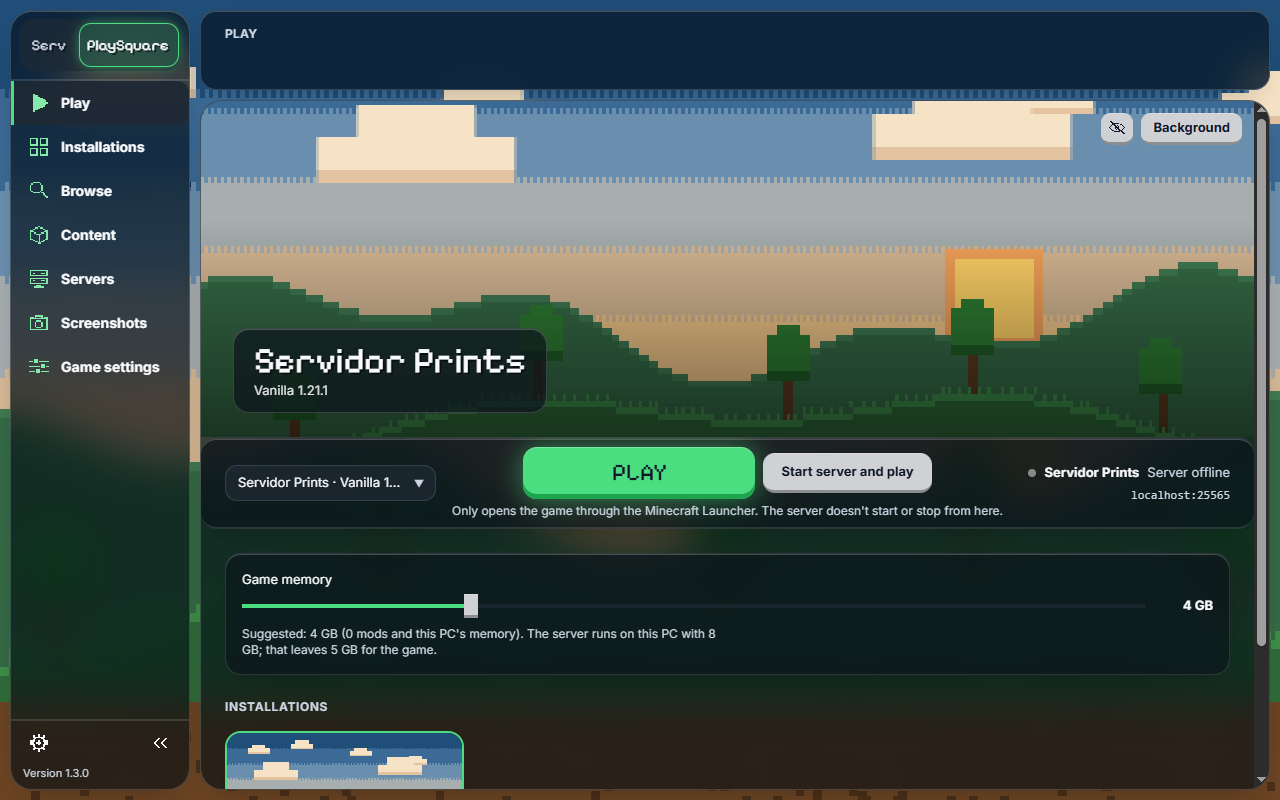 Serv
PlaySquare
PLAY
Play
Installations
Browse
Content
Servers
Screenshots
Game settings
Background
Servidor Prints
Vanilla 1.21.1
Servidor Prints · Vanilla 1...
PLAY
Start server and play
Servidor Prints Server offline
localhost:25565
Only opens the game through the Minecraft Launcher. The server doesn't start or stop from here.
Game memory
4 GB
Suggested: 4 GB (0 mods and this PC's memory). The server runs on this PC with 8
GB; that leaves 5 GB for the game.
INSTALLATIONS
Version 1.3.0